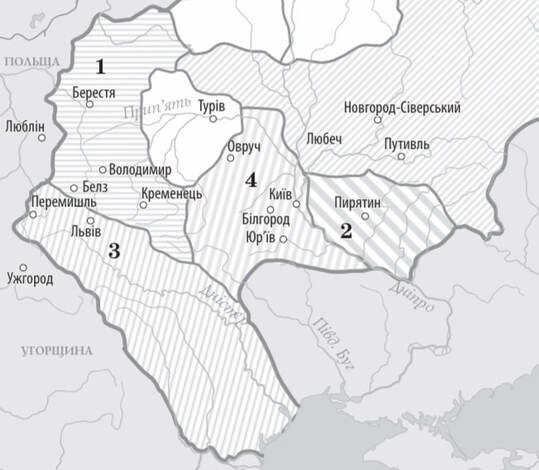 ПОЛЬЩА
1
Берестя
Прип'ять
Турів
Новгород-Сіверський
Люблін
Любеч
Овруч
Путивль
Володимир
4
Белз
Київ
Кременець
Перемишль
Білгород
Пирятин
Львів
Юр'їв
2
3
Ужгород
Дністер
Дніпро
Півд. Буг
УГОРЩИНА